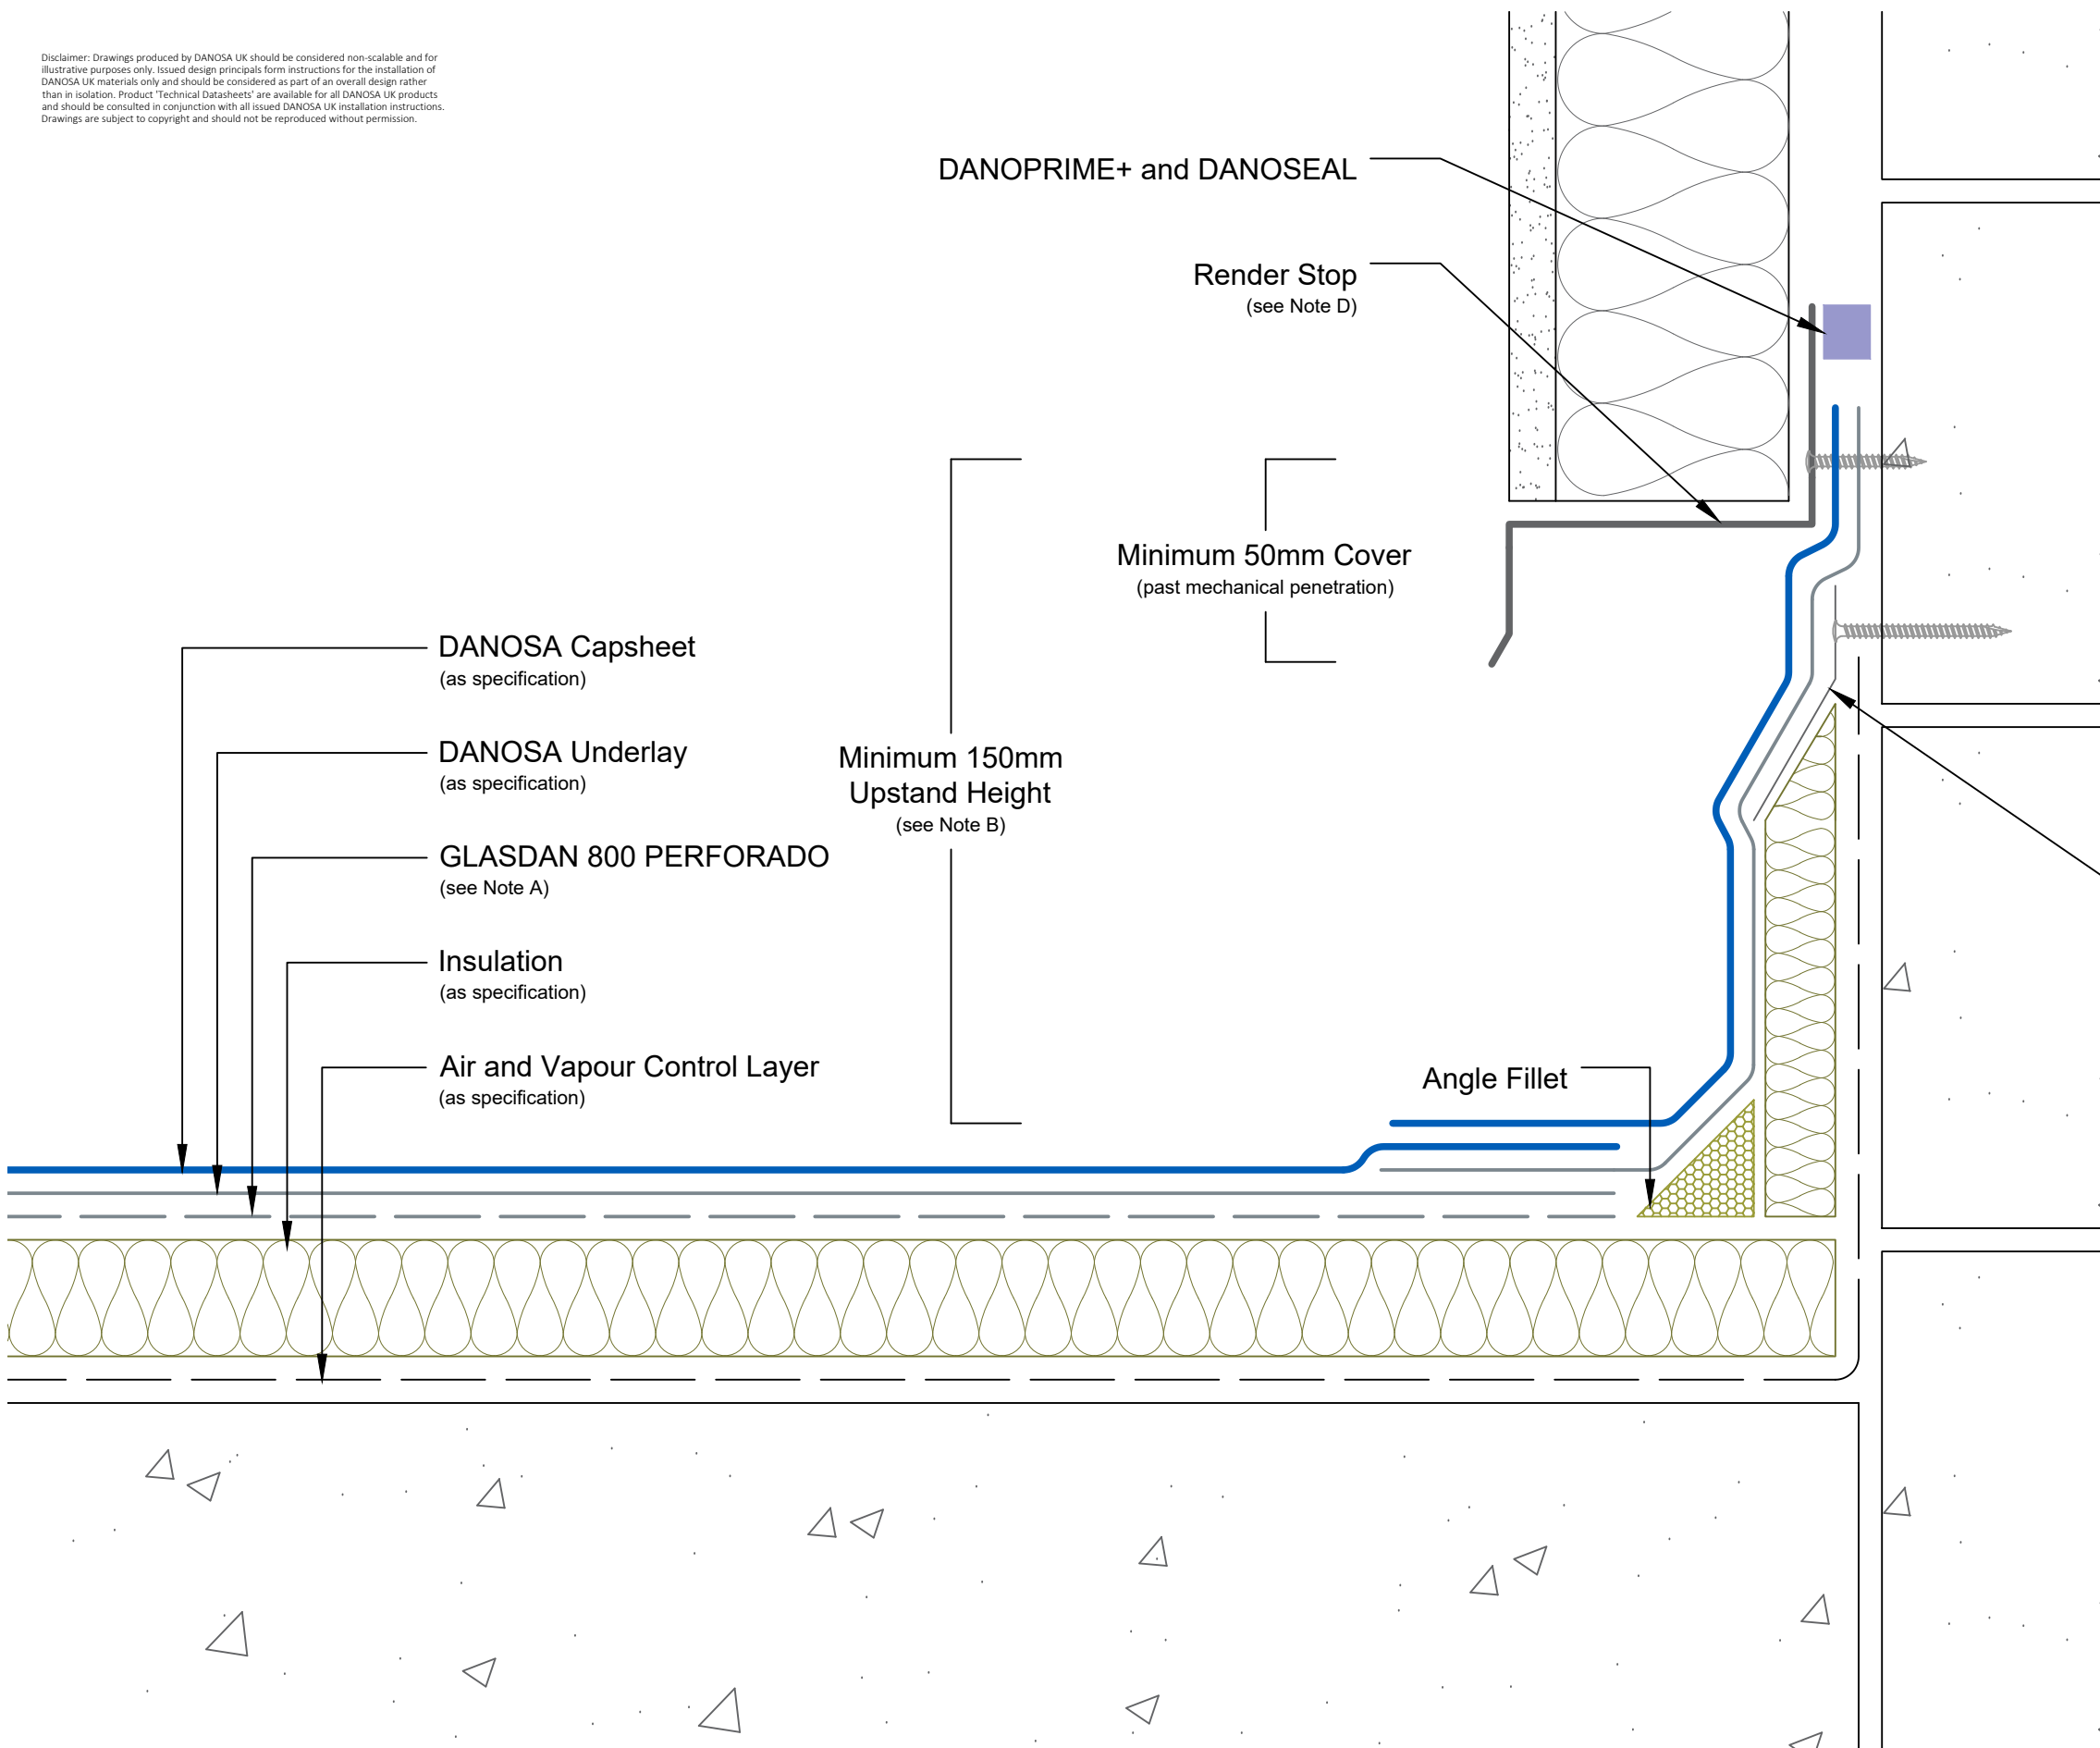 Disclaimer: Drawings produced by DANOSA UK should be considered non-scalable and for
illustrative purposes only. Issued design principals form instructions for the installation of
DANOSA UK materials only and should be considered as part of an overall design rather
than in isolation. Product 'Technical Datasheets' are available for all DANOSA UK products
and should be consulted in conjunction with all issued DANOSA UK installation instructions.
Drawings are subject to copyright and should not be reproduced without permission.
DANOPRIME+ and DANOSEAL
Render Stop
(see Note D)
Minimum 50mm Cover
(past mechanical penetration)
DANOSA Capsheet
(as specification)
DANOSA Underlay
(as specification)
GLASDAN 800 PERFORADO
(see Note A)
Insulation
(as specification)
Air and Vapour Control Layer
(as specification)
Minimum 150mm
Upstand Height
(see Note B)
Angle Fillet